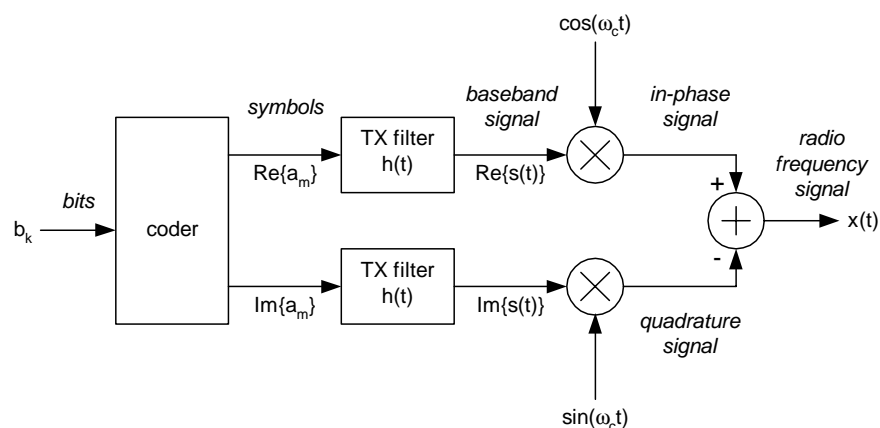 cos(ω_c t)
symbols
baseband
signal
in-phase
signal
radio
frequency
signal
TX filter
h(t)
Re{a_m}
Re{s(t)}
+
bits
b_k
coder
x(t)
-
TX filter
h(t)
Im{a_m}
Im{s(t)}
quadrature
signal
sin(ω_c t)